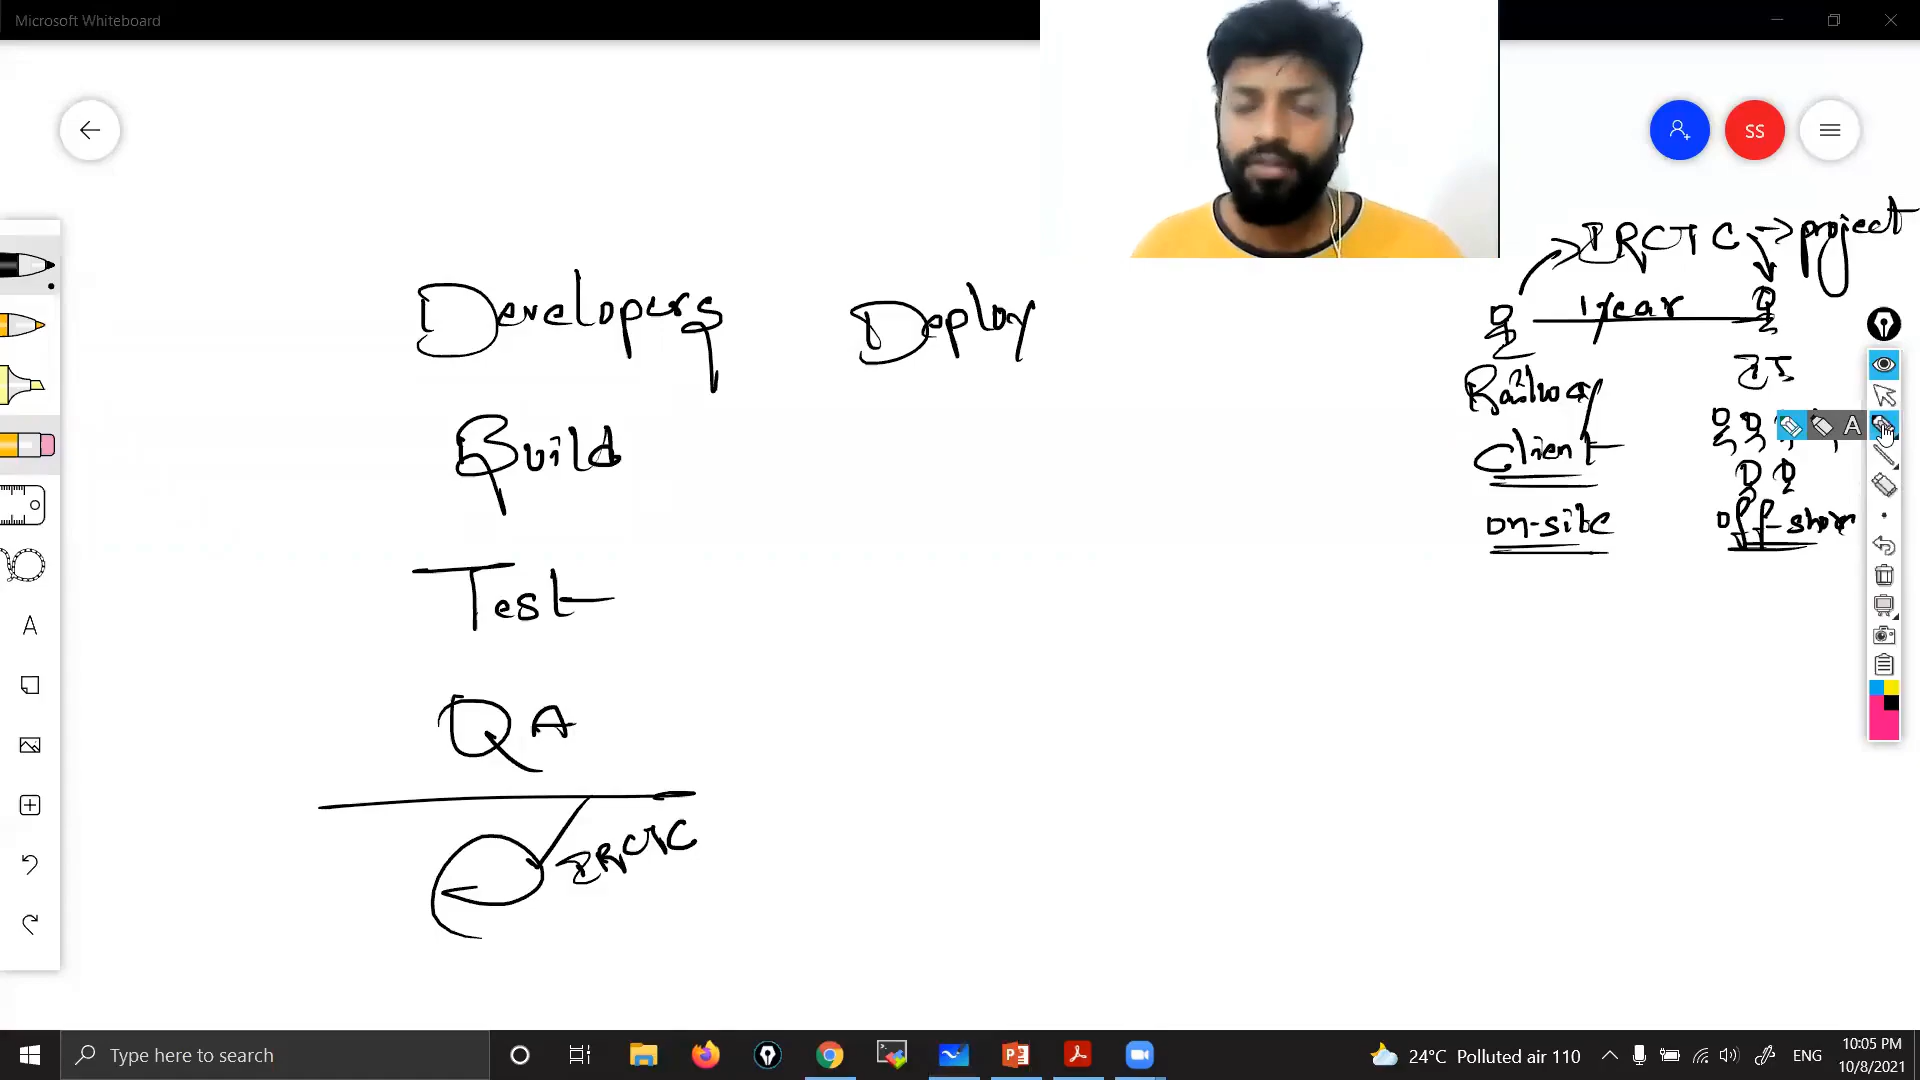 Microsoft Whiteboard
SS
IRCTC → project
1 year
Developers
Deploy
Railway
Build
Client
on-site
off-shore
A
Test
A
QA
IRCTC
Type here to search
24°C Polluted air 110
ENG
10:05 PM
10/8/2021